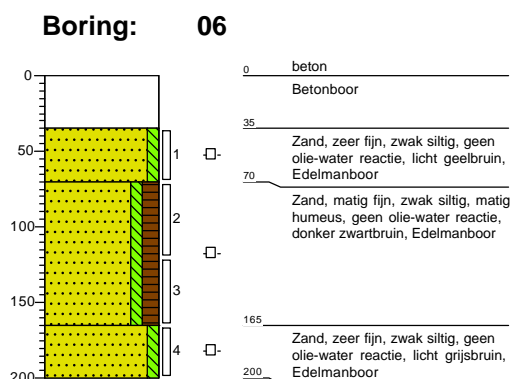 Boring: 06
0
50
100
150
200
1
2
3
4
0 beton
Betonboor
35
Zand, zeer fijn, zwak siltig, geen
olie-water reactie, licht geelbruin,
Edelmanboor
70
Zand, matig fijn, zwak siltig, matig
humeus, geen olie-water reactie,
donker zwartbruin, Edelmanboor
165
Zand, zeer fijn, zwak siltig, geen
olie-water reactie, licht grijsbruin,
Edelmanboor
200